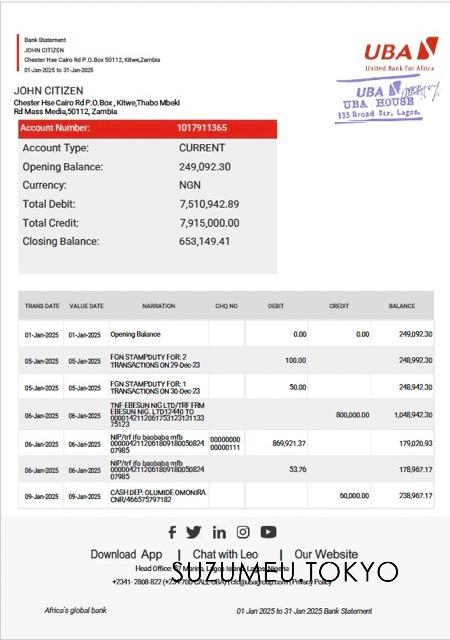 Bank Statement
JOHN CITIZEN
Chester Hse Cairo Rd P.O.Box 50112, Kitwe,Zambia
01-Jan-2025 to 31-Jan-2025
UBA
United Bank for Africa
JOHN CITIZEN
Chester Hse Cairo Rd P.O.Box , Kitwe,Thabo Mbeki
Rd Mass Media,50112, Zambia
UBA
UBA HOUSE
135 Broad Str, Lagos.
Account Number: 1017911365
Account Type: CURRENT
Opening Balance: 249,092.30
Currency: NGN
Total Debit: 7,510,942.89
Total Credit: 7,915,000.00
Closing Balance: 653,149.41
TRANS DATE VALUE DATE NARRATION CHQ NO DEBIT CREDIT BALANCE
01-Jan-2025 01-Jan-2025 Opening Balance 0.00 0.00 249,092.30
05-Jan-2025 05-Jan-2025 FGN STAMPDUTY FOR: 2 100.00 248,992.30
TRANSACTIONS ON 29-Dec-23
05-Jan-2025 05-Jan-2025 FGN STAMPDUTY FOR: 1 50.00 248,942.30
TRANSACTIONS ON 30-Dec-23
06-Jan-2025 06-Jan-2025 TNF-EBESUN NIG LTD/TRF FRM
EBESUN NIG. LTD12440 TO 800,000.00 1,048,942.30
75123
06-Jan-2025 06-Jan-2025 NIP/trf ifo baobaba mfb 00000000 869,921.37 179,020.93
00000111
07985
06-Jan-2025 06-Jan-2025 NIP/trf ifo baobaba mfb 53.76 178,967.17
07985
09-Jan-2025 09-Jan-2025 CASH DEP: OLUMIDE OMONIRA 60,000.00 238,967.17
CNR/466575797182
Download App | Chat with Leo | Our Website
Head Office: 57 Marina, Lagos Island, Lagos, Nigeria
SUZUMEU.TOKYO
| Privacy Policy
Africa's global bank 01 Jan 2025 to 31 Jan 2025 Bank Statement